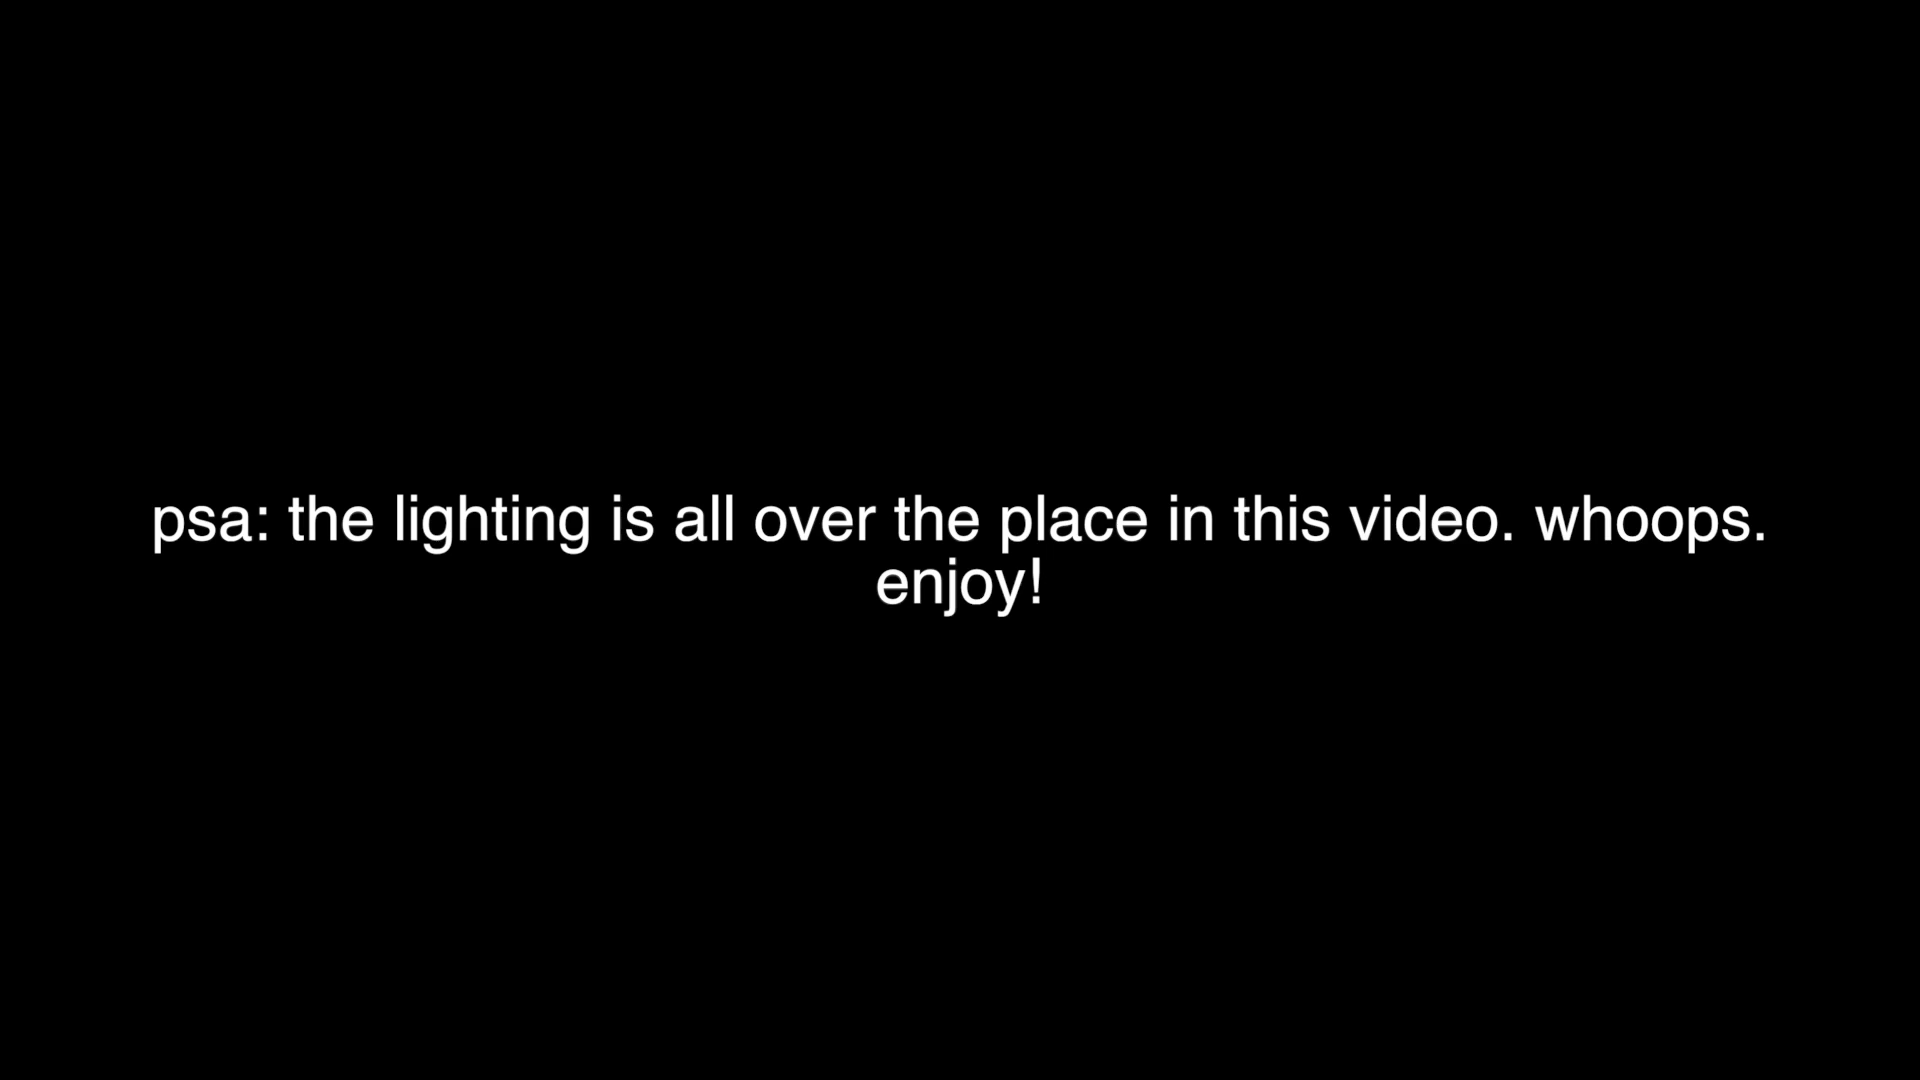 psa: the lighting is all over the place in this video. whoops.
enjoy!